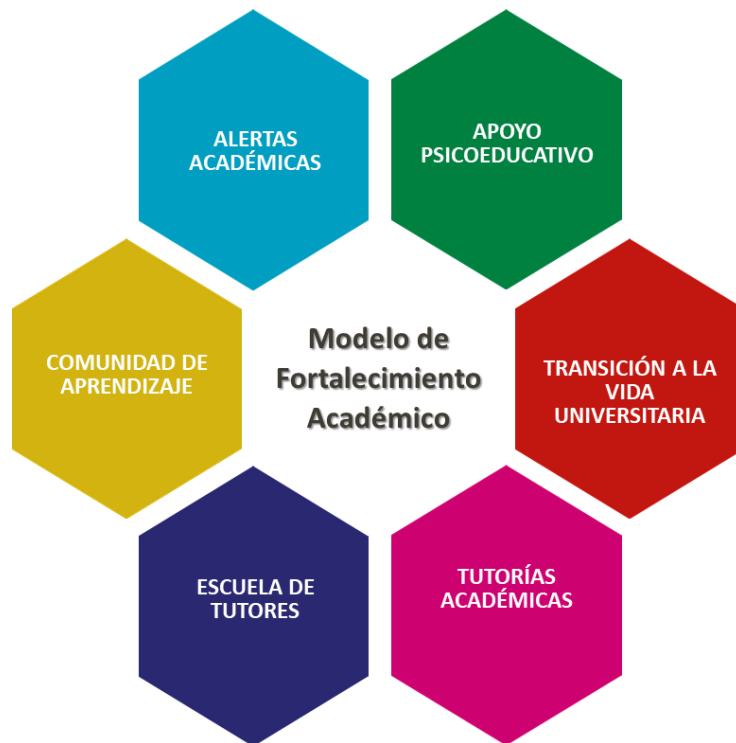 ALERTAS
ACADÉMICAS
APOYO
PSICOEDUCATIVO
COMUNIDAD DE
APRENDIZAJE
Modelo de
Fortalecimiento
Académico
TRANSICIÓN A LA
VIDA
UNIVERSITARIA
ESCUELA DE
TUTORES
TUTORÍAS
ACADÉMICAS